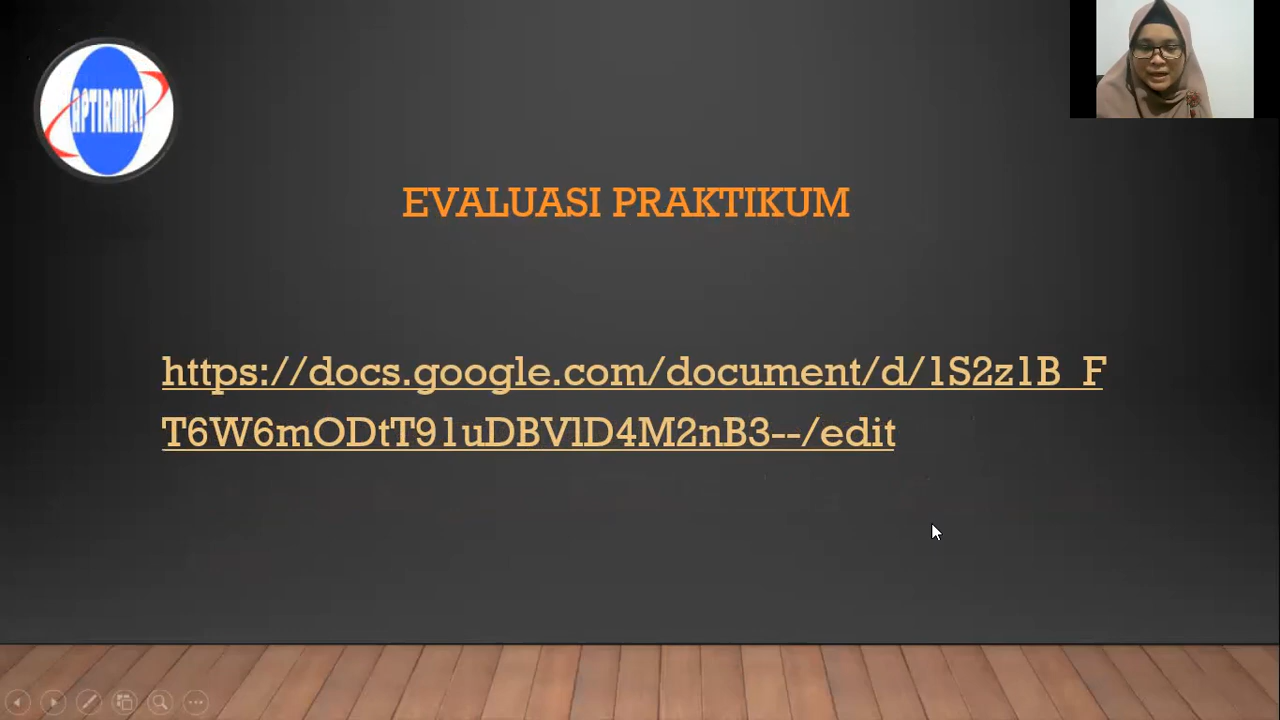 APTIRMIKI
EVALUASI PRAKTIKUM
https://docs.google.com/document/d/1S2z1B_F
T6W6mODtT91uDBVlD4M2nB3--/edit